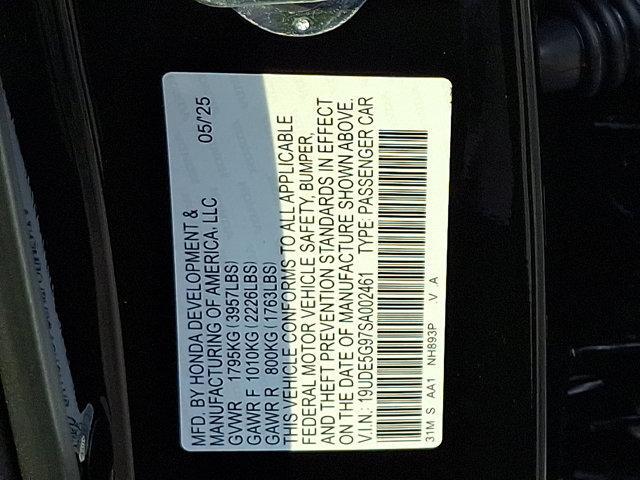 MFD. BY HONDA DEVELOPMENT &
MANUFACTURING OF AMERICA, LLC 05/'25
GVWR 1795KG (3957LBS)
GAWR F 1010KG (2226LBS)
GAWR R 800KG (1763LBS)
THIS VEHICLE CONFORMS TO ALL APPLICABLE
FEDERAL MOTOR VEHICLE SAFETY, BUMPER,
AND THEFT PREVENTION STANDARDS IN EFFECT
ON THE DATE OF MANUFACTURE SHOWN ABOVE.
V.I.N.: 19UDE5G97SA002461 TYPE: PASSENGER CAR
31M S AA1 NH893P .V .A